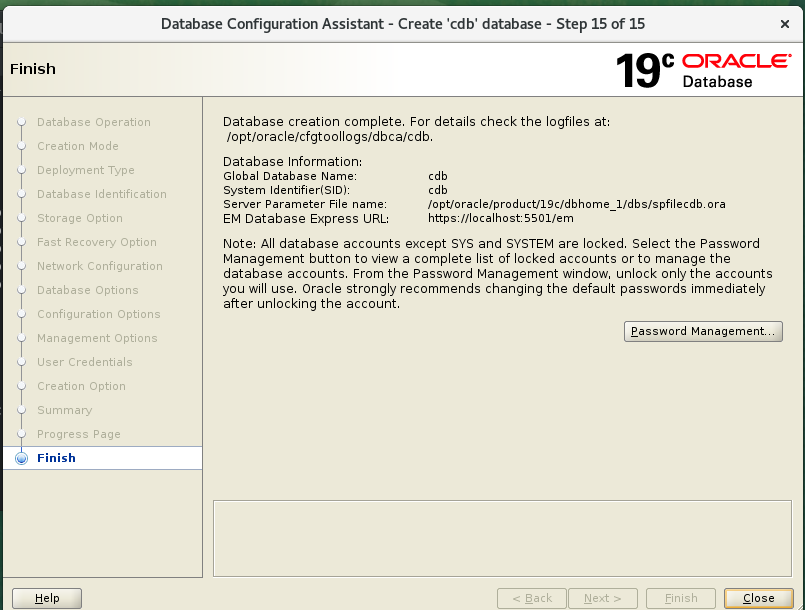 Database Configuration Assistant - Create 'cdb' database - Step 15 of 15
×
Finish
19c ORACLE
Database
Database Operation
Creation Mode
Deployment Type
Database Identification
Storage Option
Fast Recovery Option
Network Configuration
Database Options
Configuration Options
Management Options
User Credentials
Creation Option
Summary
Progress Page
Finish
Database creation complete. For details check the logfiles at:
/opt/oracle/cfgtoollogs/dbca/cdb.
Database Information:
Global Database Name: cdb
System Identifier(SID): cdb
Server Parameter File name: /opt/oracle/product/19c/dbhome_1/dbs/spfilecdb.ora
EM Database Express URL: https://localhost:5501/em
Note: All database accounts except SYS and SYSTEM are locked. Select the Password
Management button to view a complete list of locked accounts or to manage the
database accounts. From the Password Management window, unlock only the accounts
you will use. Oracle strongly recommends changing the default passwords immediately
after unlocking the account.
Password Management...
Help
< Back
Next >
Finish
Close